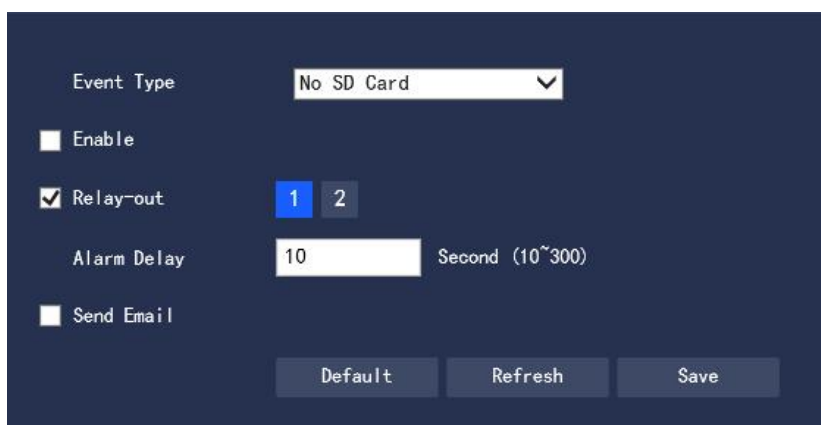 Event Type No SD Card
Enable
Relay-out 1 2
Alarm Delay 10 Second (10~300)
Send Email
Default Refresh Save